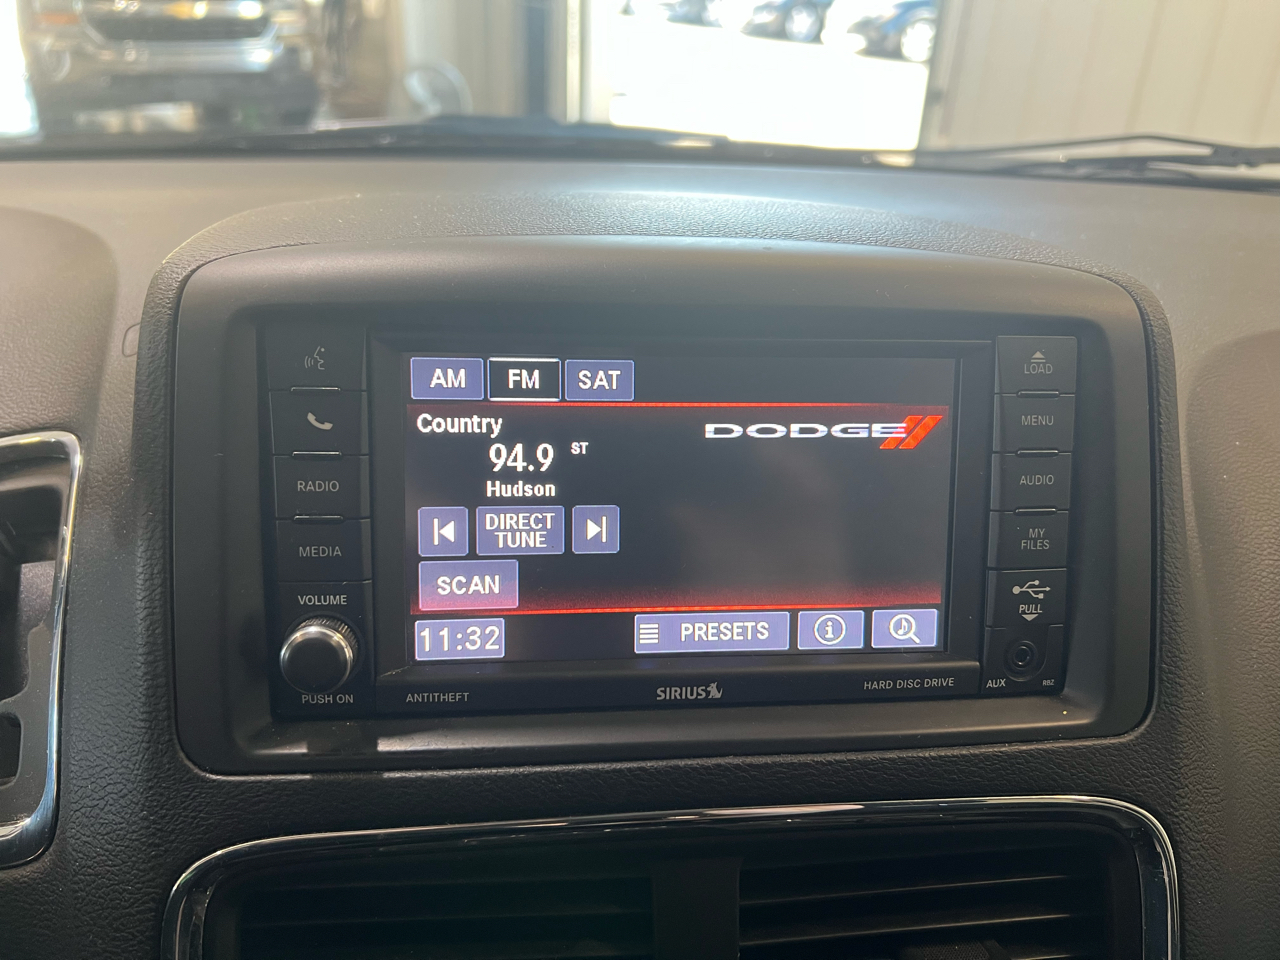 AM FM SAT
Country
94.9 ST
Hudson
DIRECT
TUNE
SCAN
11:32 PRESETS
DODGE
RADIO
MEDIA
VOLUME
PUSH ON
ANTITHEFT
SIRIUS
HARD DISC DRIVE
LOAD
MENU
AUDIO
MY
FILES
PULL
AUX RBZ